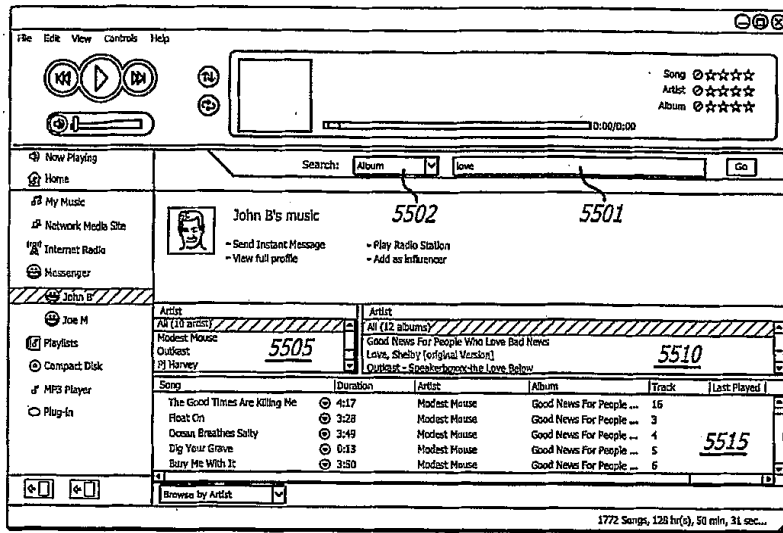 File Edit View Controls Help
Song
Artist
Album
0:00/0:00
Now Playing
Home
My Music
Network Media Site
Internet Radio
Messenger
John B
Joe M
Playlists
Compact Disk
MP3 Player
Plug-in
Search: Album love Go
5502 5501
John B's music
- Send Instant Message - Play Radio Station
- View full profile - Add as Influencer
Artist Artist
All (10 artist) All (12 albums)
Modest Mouse Good News For People Who Love Bad News
Outkast Love, Shelby [original Version]
PJ Harvey Outkast - Speakerboxxx-the Love Below
5505 5510
Song Duration Artist Album Track Last Played
The Good Times Are Killing Me 4:17 Modest Mouse Good News For People ... 16
Float On 3:28 Modest Mouse Good News For People ... 3
Ocean Breathes Salty 3:49 Modest Mouse Good News For People ... 4
Dig Your Grave 0:13 Modest Mouse Good News For People ... 5
Bury Me With It 3:50 Modest Mouse Good News For People ... 6
5515
Browse by Artist
1772 Songs, 128 hr(s), 50 min, 31 sec...